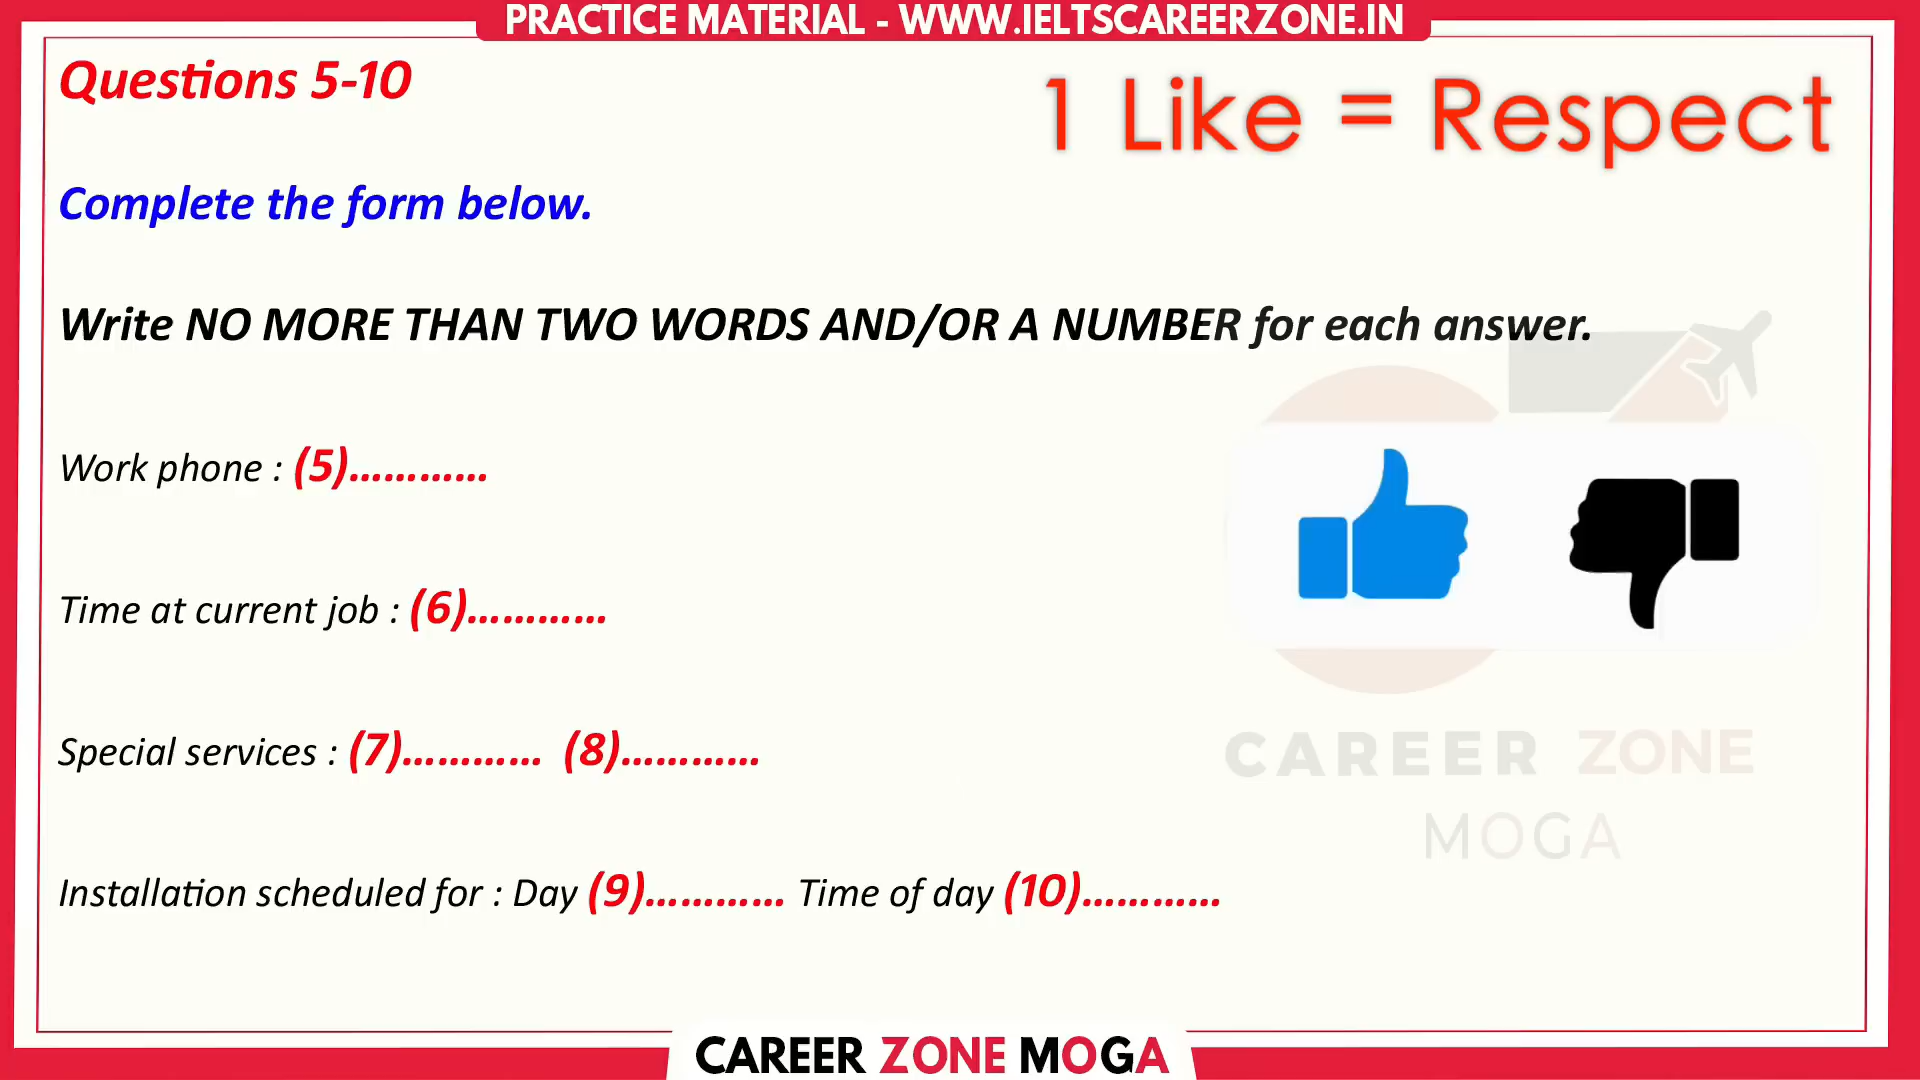 PRACTICE MATERIAL - WWW.IELTSCAREERZONE.IN
Questions 5-10
1 Like = Respect
Complete the form below.
Write NO MORE THAN TWO WORDS AND/OR A NUMBER for each answer.
Work phone : (5)............
Time at current job : (6)............
Special services : (7)............ (8)............
CAREER ZONE
MOGA
Installation scheduled for : Day (9)............ Time of day (10)............
CAREER ZONE MOGA